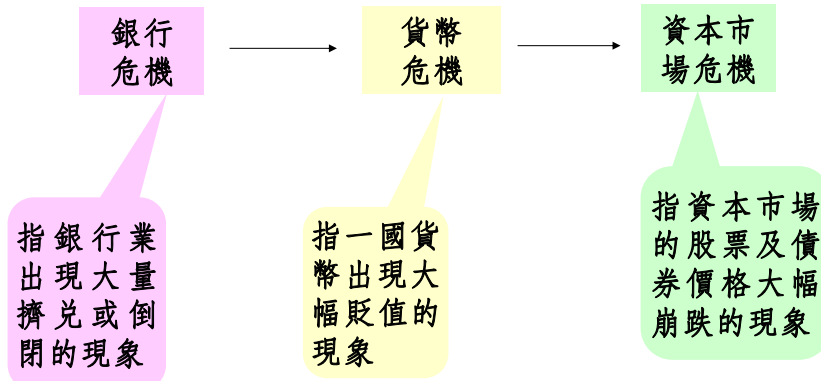 銀行
危機
貨幣
危機
資本市
場危機
指銀行業
出現大量
擠兌或倒
閉的現象
指一國貨
幣出現大
幅貶值的
現象
指資本市場
的股票及債
券價格大幅
崩跌的現象